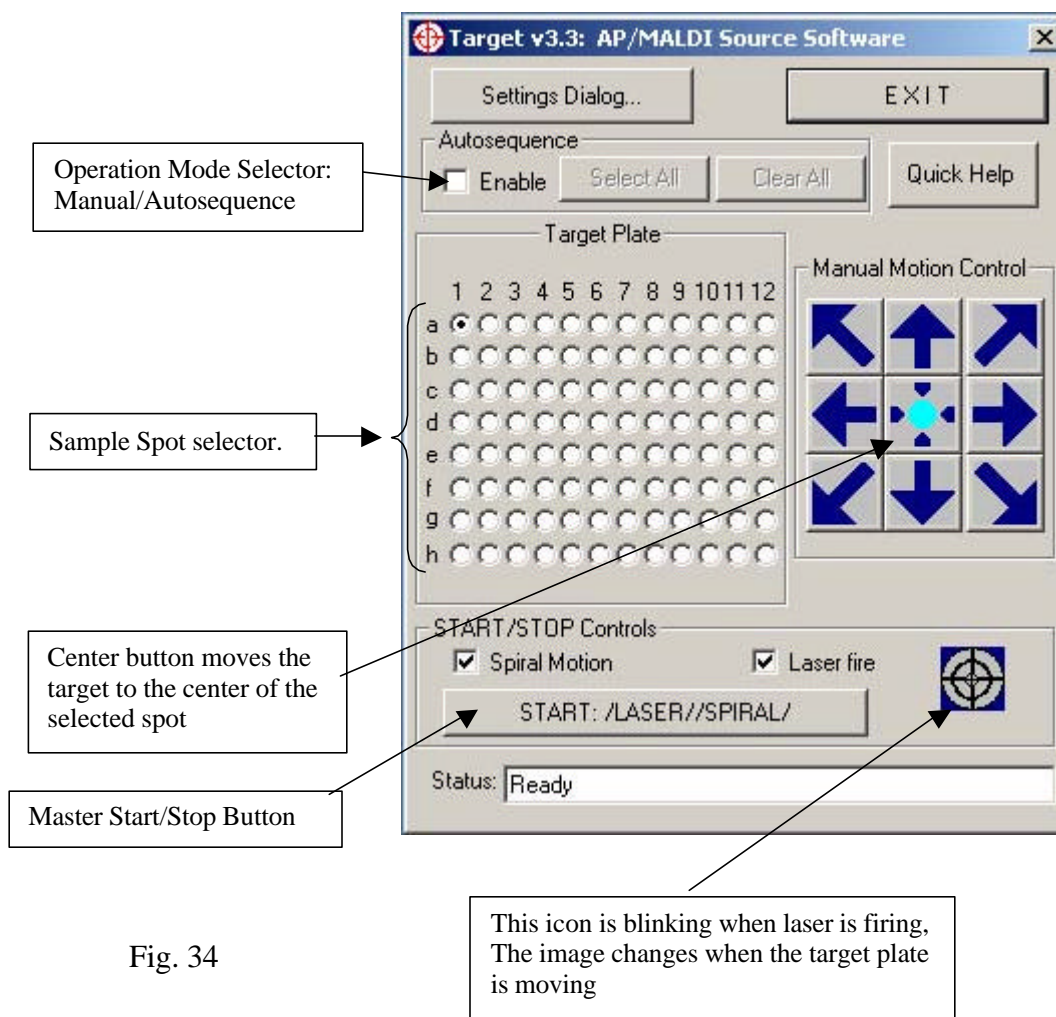 Target v3.3: AP/MALDI Source Software
Settings Dialog...
EXIT
Autosequence
Operation Mode Selector:
Manual/Autosequence
Enable
Select All
Clear All
Quick Help
Target Plate
Manual Motion Control
1 2 3 4 5 6 7 8 9 10 11 12
a
b
c
d
e
f
g
h
Sample Spot selector.
START/STOP Controls
Spiral Motion
Laser fire
Center button moves the
target to the center of the
selected spot
START: /LASER//SPIRAL/
Status: Ready
Master Start/Stop Button
This icon is blinking when laser is firing,
The image changes when the target plate
is moving
Fig. 34